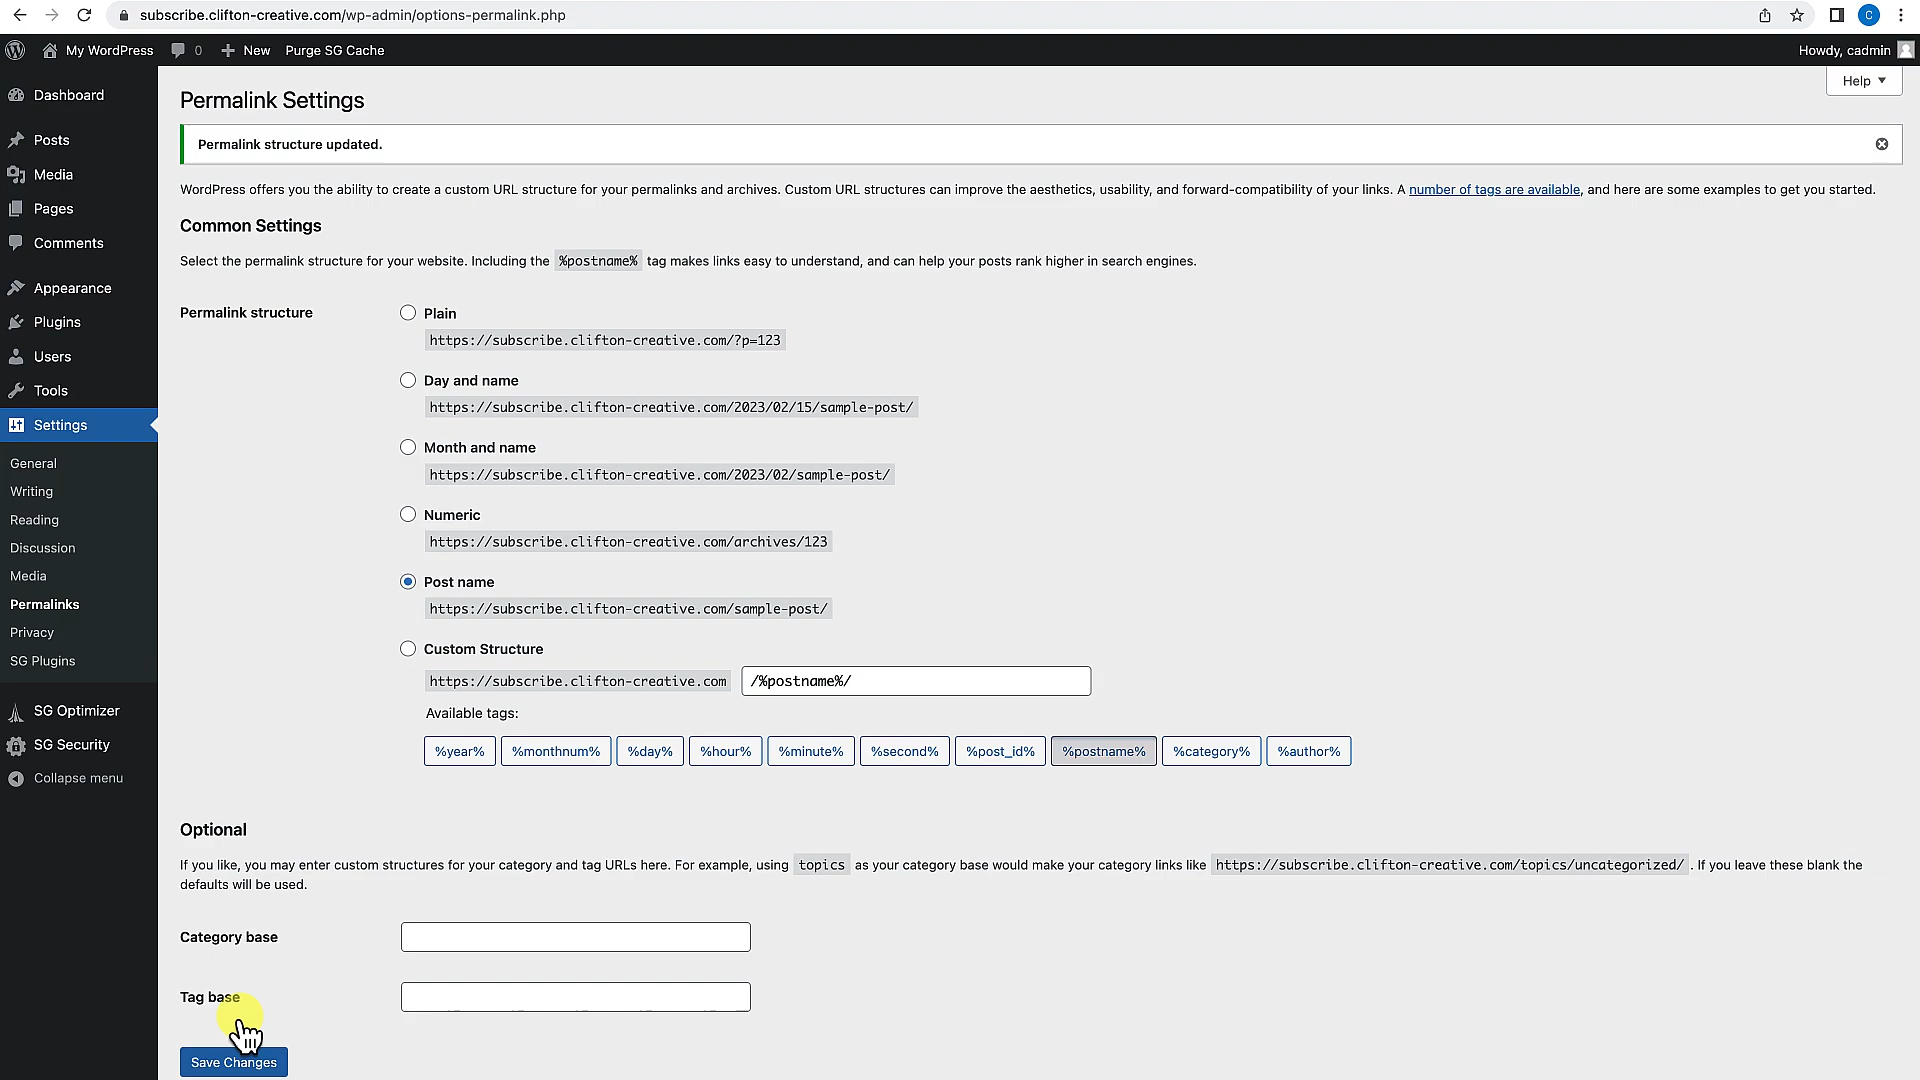 subscribe.clifton-creative.com/wp-admin/options-permalink.php
C
My WordPress
0
New
Purge SG Cache
Howdy, cadmin
Dashboard
Posts
Media
Pages
Comments
Appearance
Plugins
Users
Tools
Settings
General
Writing
Reading
Discussion
Media
Permalinks
Privacy
SG Plugins
SG Optimizer
SG Security
Collapse menu
Help
Permalink Settings
Permalink structure updated.
WordPress offers you the ability to create a custom URL structure for your permalinks and archives. Custom URL structures can improve the aesthetics, usability, and forward-compatibility of your links. A number of tags are available, and here are some examples to get you started.
Common Settings
Select the permalink structure for your website. Including the %postname% tag makes links easy to understand, and can help your posts rank higher in search engines.
Permalink structure
Plain
https://subscribe.clifton-creative.com/?p=123
Day and name
https://subscribe.clifton-creative.com/2023/02/15/sample-post/
Month and name
https://subscribe.clifton-creative.com/2023/02/sample-post/
Numeric
https://subscribe.clifton-creative.com/archives/123
Post name
https://subscribe.clifton-creative.com/sample-post/
Custom Structure
https://subscribe.clifton-creative.com /%postname%/
Available tags:
%year% %monthnum% %day% %hour% %minute% %second% %post_id% %postname% %category% %author%
Optional
If you like, you may enter custom structures for your category and tag URLs here. For example, using topics as your category base would make your category links like https://subscribe.clifton-creative.com/topics/uncategorized/ . If you leave these blank the
defaults will be used.
Category base
Tag base
Save Changes